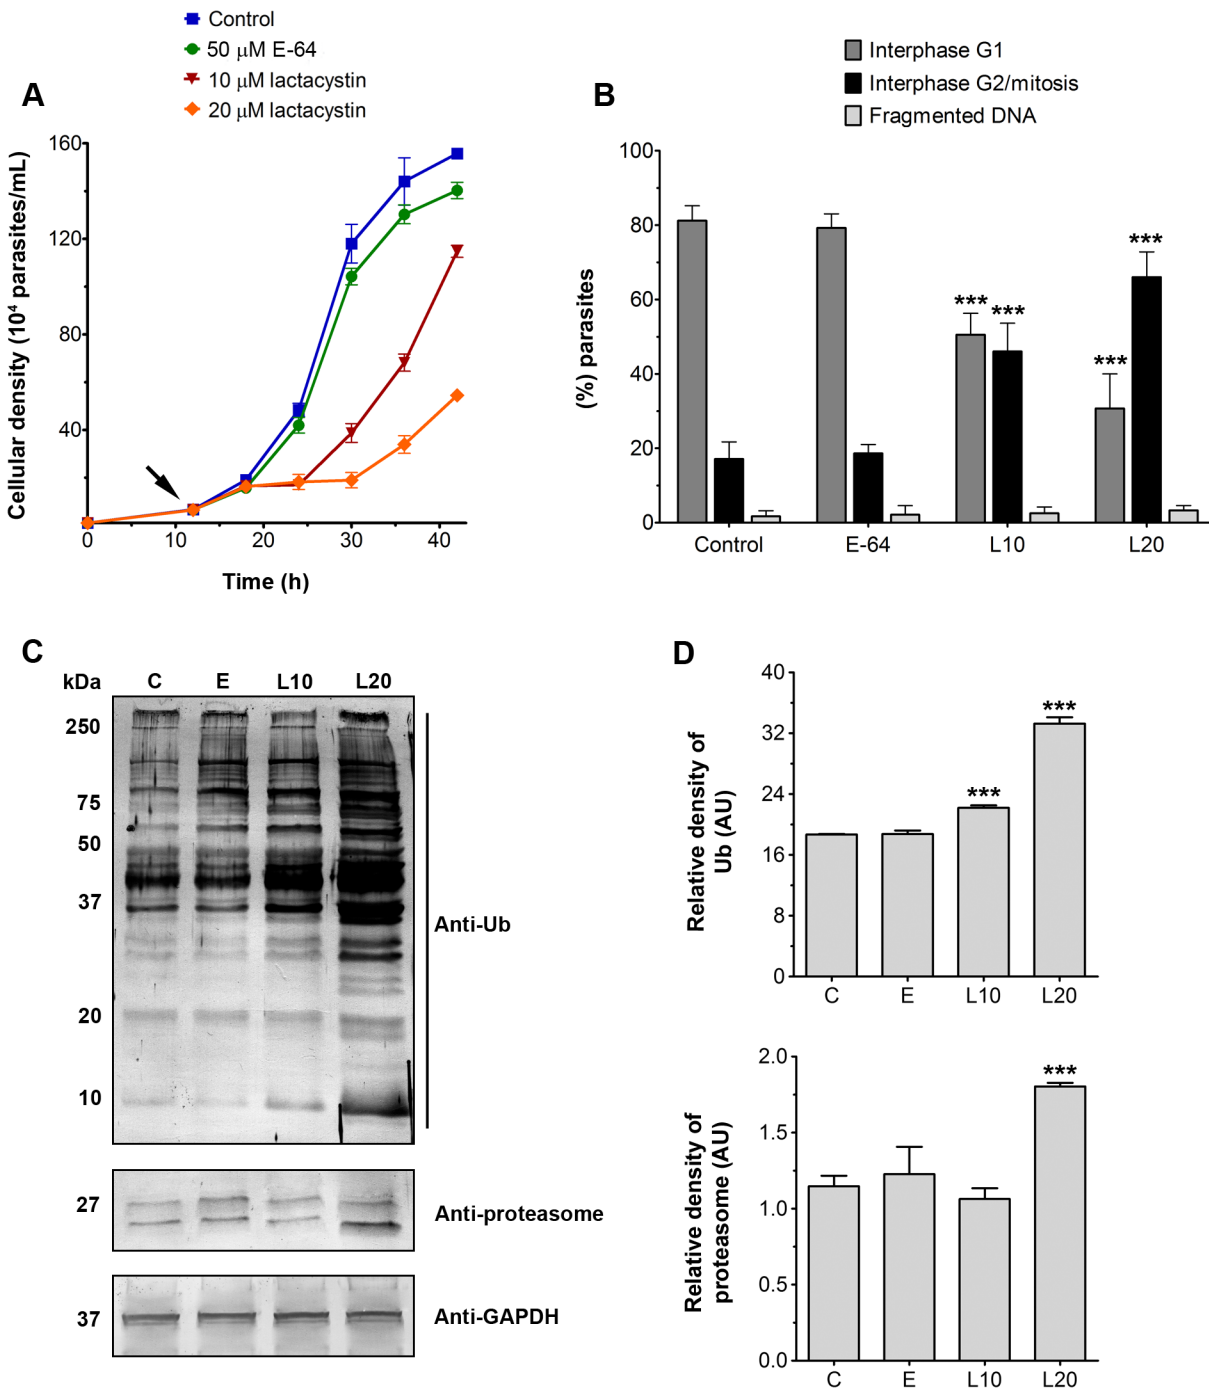 Control
50 μM E-64
10 μM lactacystin
20 μM lactacystin
A
Cellular density (10⁴ parasites/mL)
160
120
80
40
0
10
20
30
40
Time (h)
Interphase G1
Interphase G2/mitosis
Fragmented DNA
B
(%) parasites
100
80
60
40
20
0
***
***
***
***
Control
E-64
L10
L20
C
kDa
C
E
L10
L20
250
75
50
37
20
10
Anti-Ub
27
Anti-proteasome
37
Anti-GAPDH
D
Relative density of
Ub (AU)
40
32
24
16
8
0
***
***
C
E
L10
L20
Relative density of
proteasome (AU)
2.0
1.5
1.0
0.5
0.0
***
C
E
L10
L20